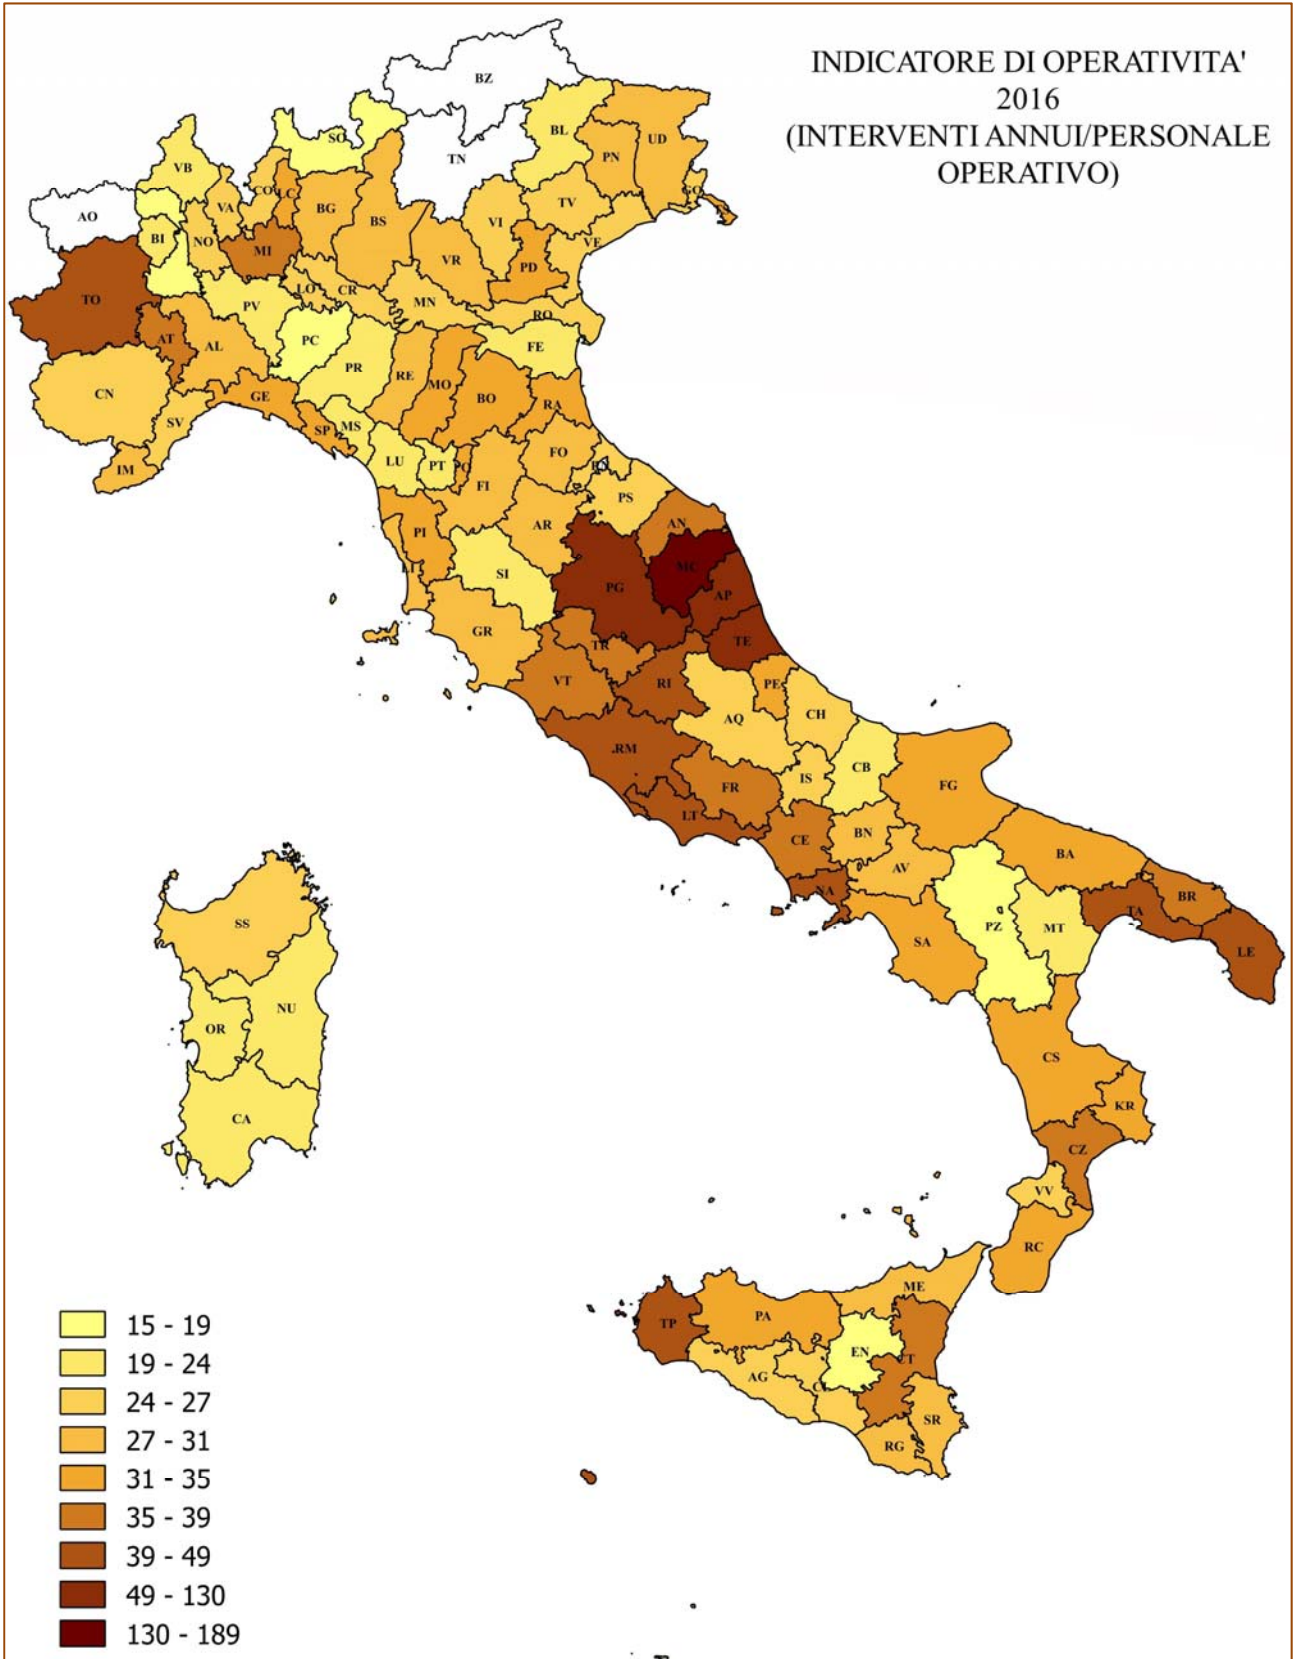 INDICATORE DI OPERATIVITA'
2016
(INTERVENTI ANNUI/PERSONALE
OPERATIVO)
BZ
BL
UD
SO
TN
PN
VB
CO
LC
GO
AO
VA
BG
BS
VI
TV
BI
NO
MI
VE
VR
PD
TO
LO
CR
MN
PV
RO
AT
AL
PC
FE
PR
RE
MO
CN
GE
BO
RA
SV
SP
MS
IM
LU
PT
FO
FI
PS
AR
AN
PI
LI
SI
MC
PG
AP
GR
TR
TE
VT
RI
PE
AQ
CH
.RM
IS
CB
FR
FG
LT
CE
BN
BA
AV
NA
BR
TA
SS
SA
PZ
MT
LE
NU
OR
CS
CA
KR
CZ
VV
RC
ME
TP
PA
EN
CT
AG
SR
RG
15 - 19
19 - 24
24 - 27
27 - 31
31 - 35
35 - 39
39 - 49
49 - 130
130 - 189